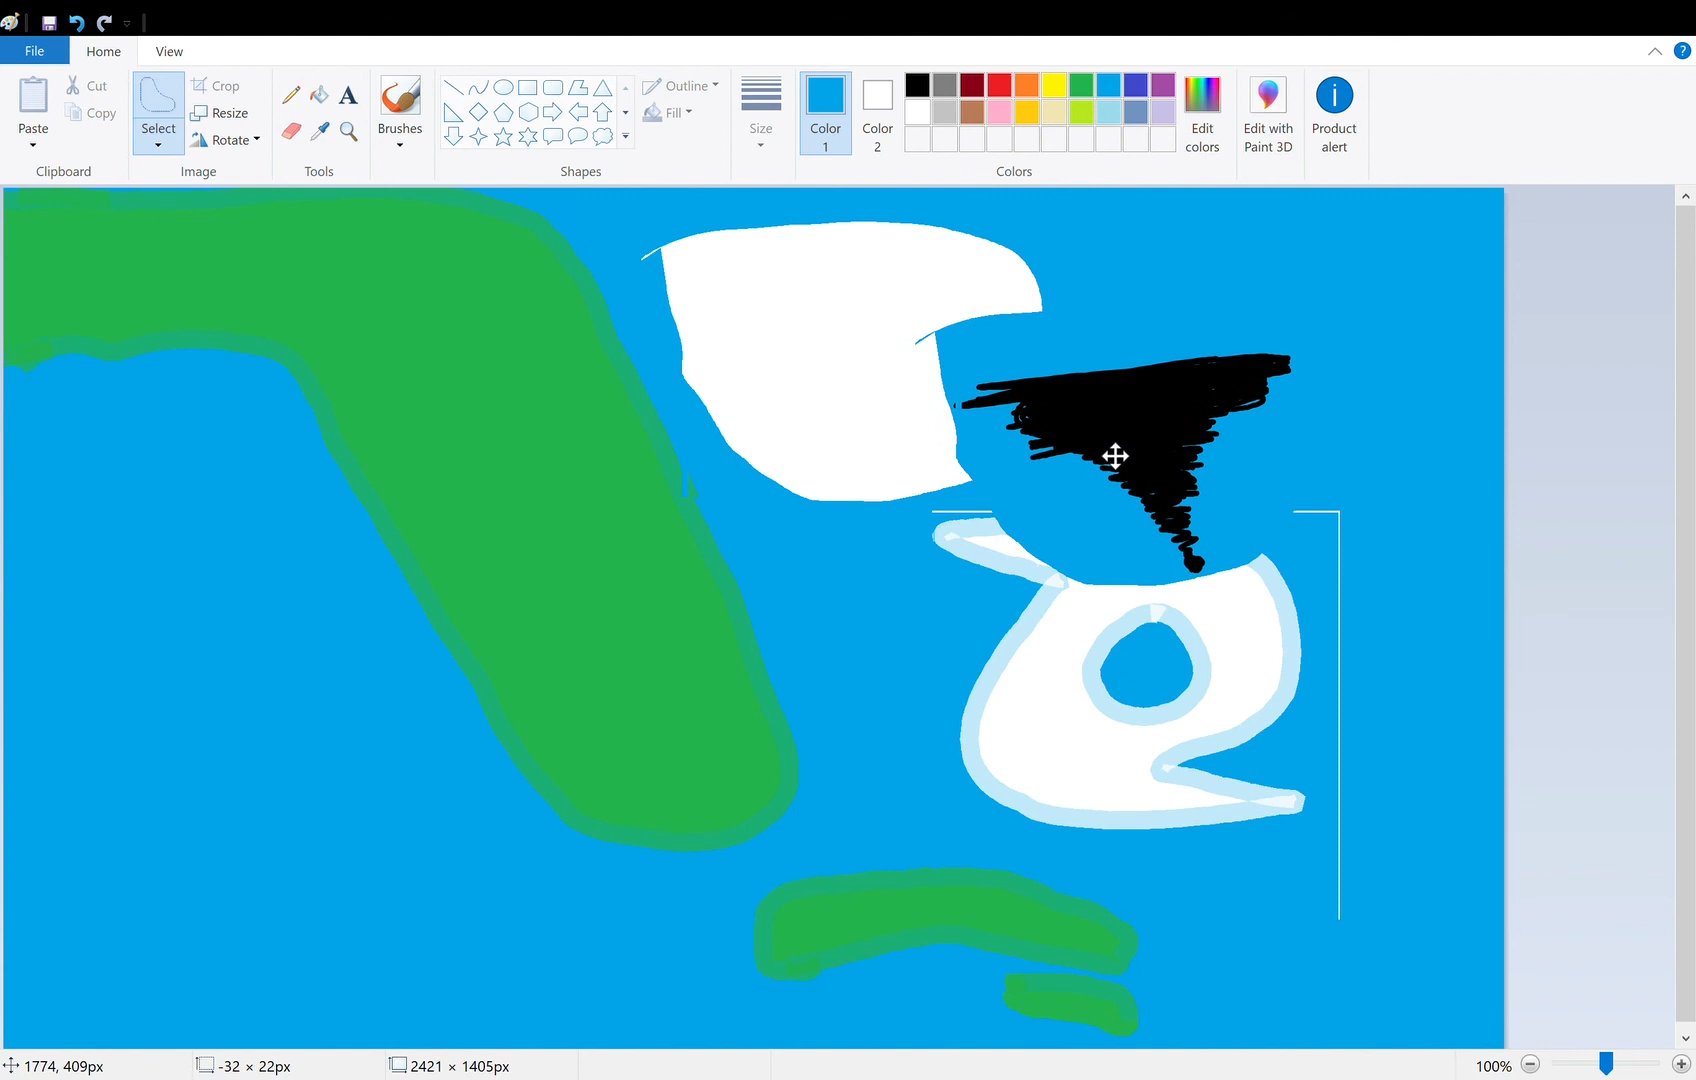 File Home View
Paste
Cut
Copy
Clipboard
Select
Crop
Resize
Rotate
Image
A
Tools
Brushes
Shapes
Outline
Fill
Size
Color
1
Color
2
Edit
colors
Colors
Edit with
Paint 3D
Product
alert
1774, 409px
-32 × 22px
2421 × 1405px
100%